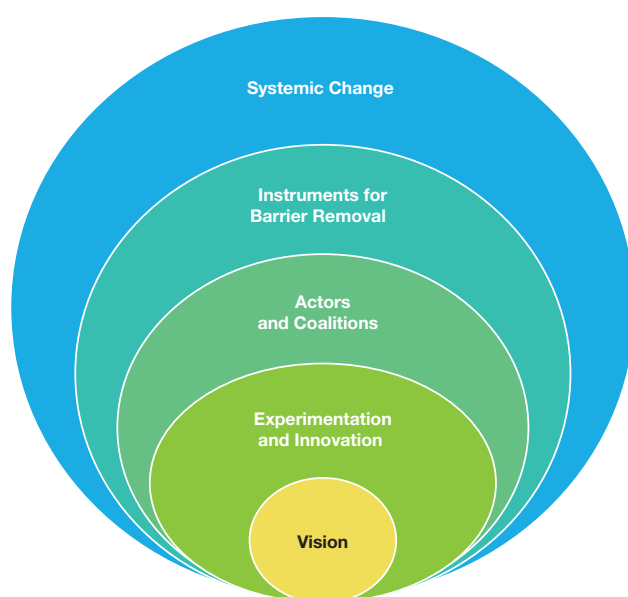 Systemic Change
Instruments for
Barrier Removal
Actors
and Coalitions
Experimentation
and Innovation
Vision